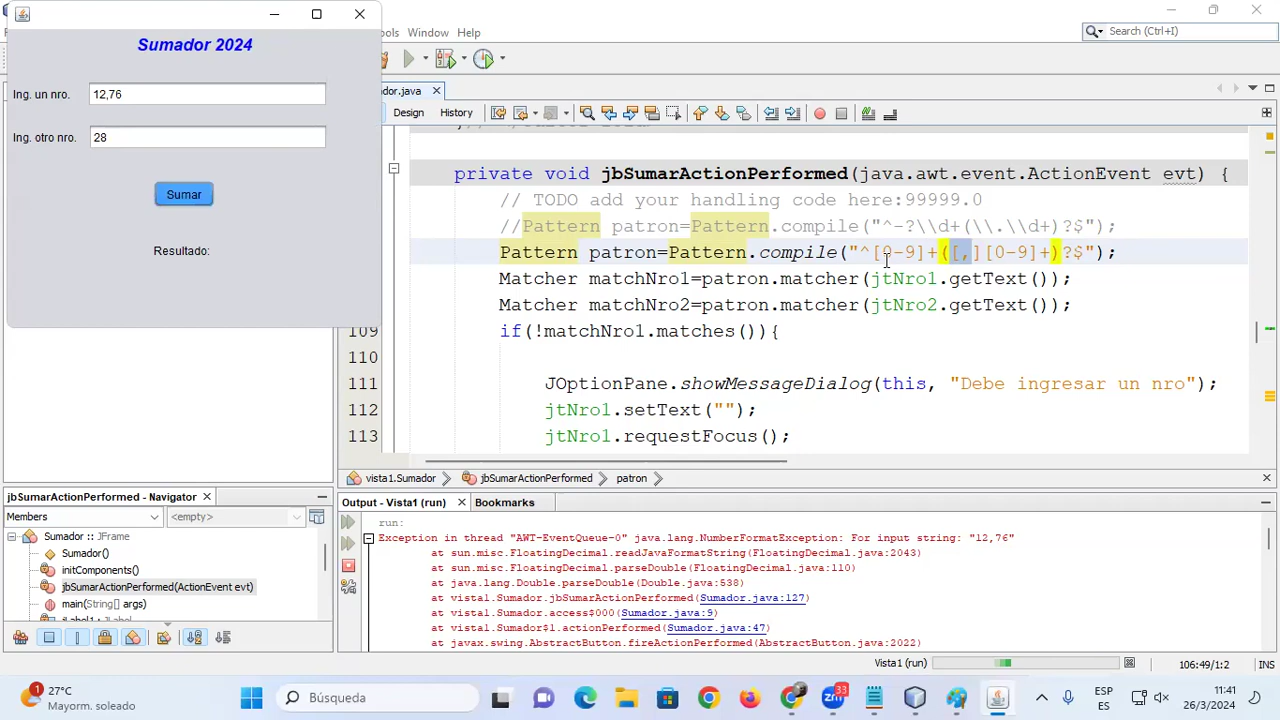 Sumador 2024
Ing. un nro. 12,76
Ing. otro nro. 28
Sumar
Resultado:
ols Window Help
Search (Ctrl+I)
dor.java
Design History
private void jbSumarActionPerformed(java.awt.event.ActionEvent evt) {
// TODO add your handling code here:99999.0
//Pattern patron=Pattern.compile("^-?\\d+(\\.\\d+)?$");
Pattern patron=Pattern.compile("^[0-9]+([,][0-9]+)?$");
Matcher matchNro1=patron.matcher(jtNro1.getText());
Matcher matchNro2=patron.matcher(jtNro2.getText());
109 if(!matchNro1.matches()){
110
111 JOptionPane.showMessageDialog(this, "Debe ingresar un nro");
112 jtNro1.setText("");
113 jtNro1.requestFocus();
vista1.Sumador jbSumarActionPerformed patron
jbSumarActionPerformed - Navigator
Members <empty>
Sumador :: JFrame
Sumador()
initComponents()
jbSumarActionPerformed(ActionEvent evt)
main(String[] args)
jLabel1 : JLabel
Output - Vista1 (run) Bookmarks
run:
Exception in thread "AWT-EventQueue-0" java.lang.NumberFormatException: For input string: "12,76"
at sun.misc.FloatingDecimal.readJavaFormatString(FloatingDecimal.java:2043)
at sun.misc.FloatingDecimal.parseDouble(FloatingDecimal.java:110)
at java.lang.Double.parseDouble(Double.java:538)
at vista1.Sumador.jbSumarActionPerformed(Sumador.java:127)
at vista1.Sumador.access$000(Sumador.java:9)
at vista1.Sumador$1.actionPerformed(Sumador.java:47)
at javax.swing.AbstractButton.fireActionPerformed(AbstractButton.java:2022)
Vista1 (run) 106:49/1:2 INS
27°C
Mayorm. soleado
1
Búsqueda
33
ESP
ES
11:41
26/3/2024